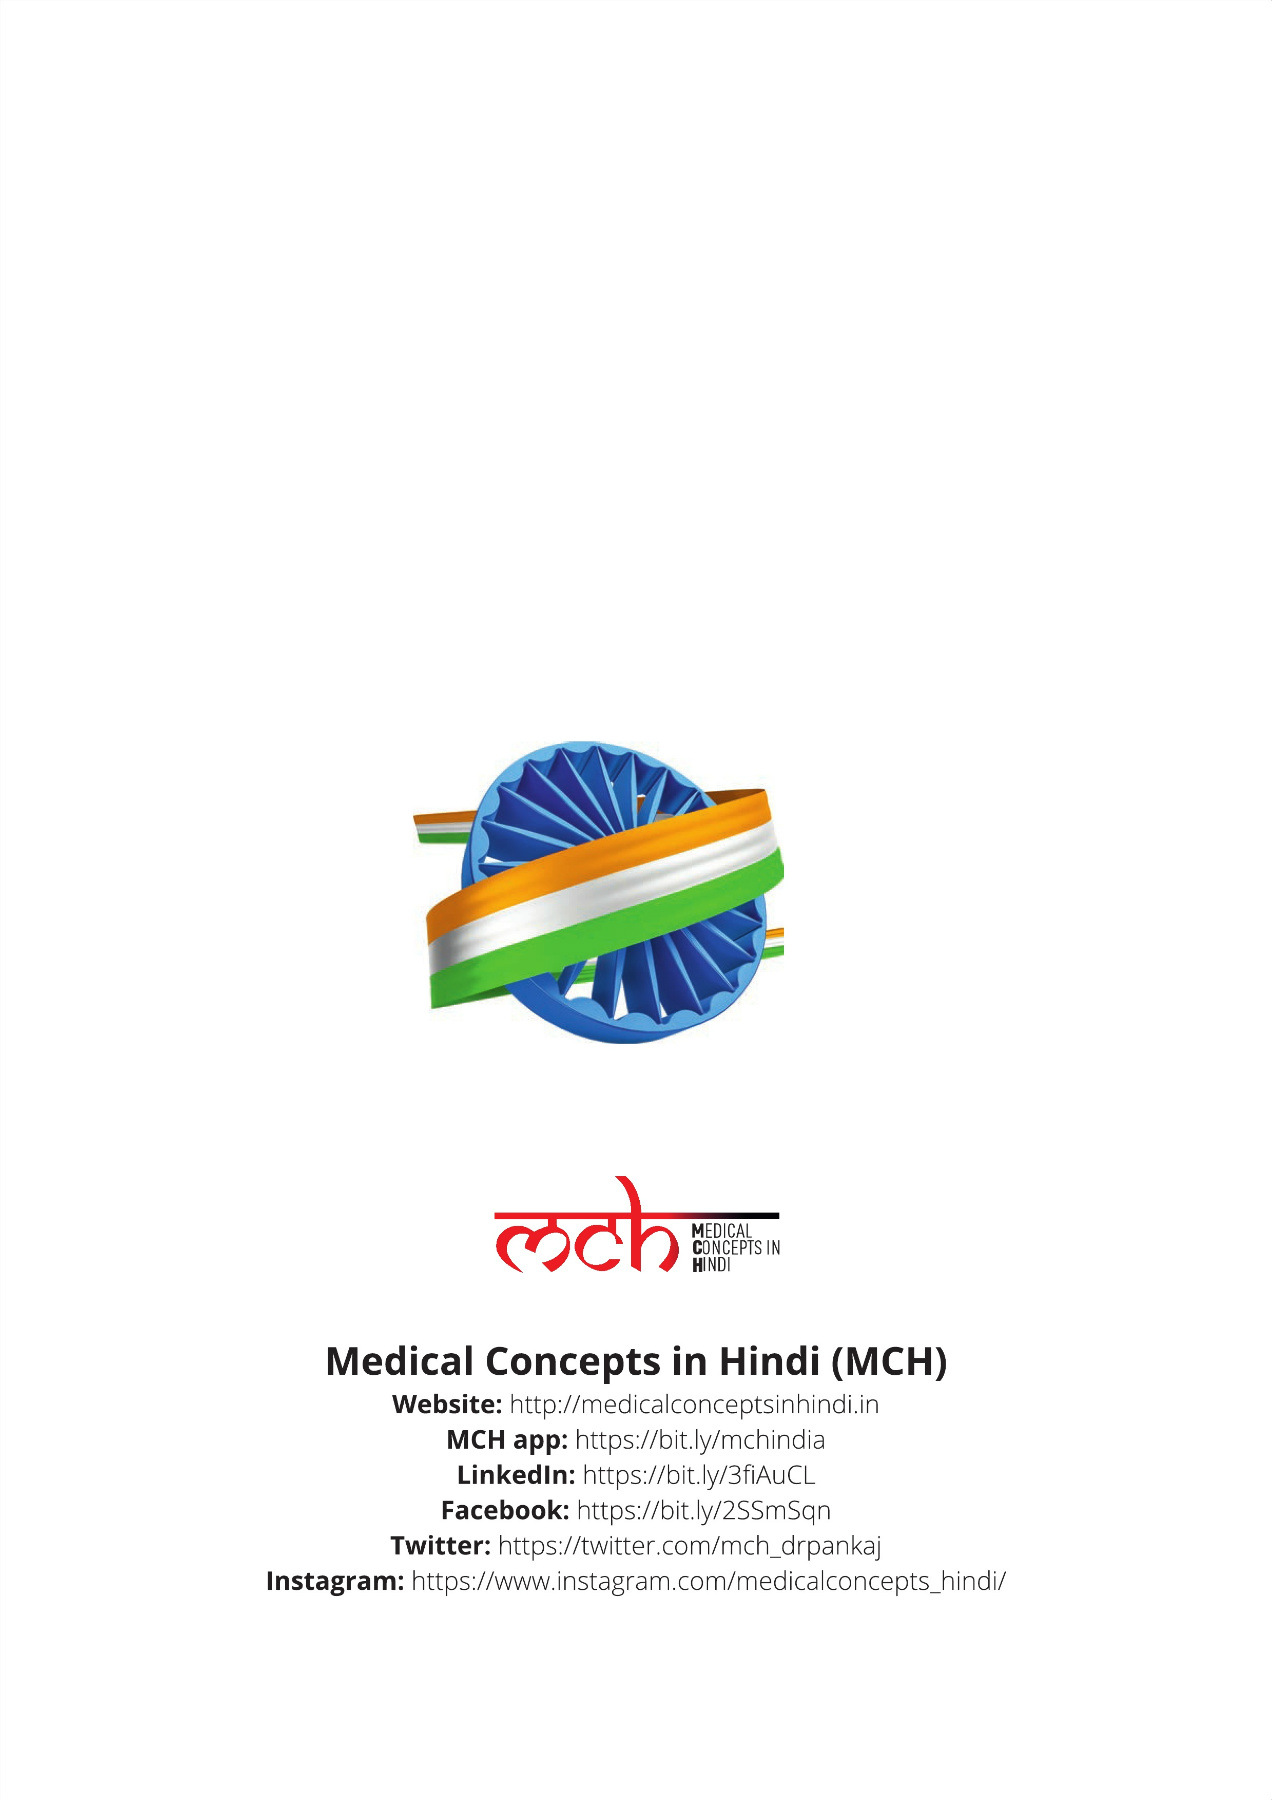 mch
MEDICAL
CONCEPTS IN
HINDI
Medical Concepts in Hindi (MCH)
Website: http://medicalconceptsinhindi.in
MCH app: https://bit.ly/mchindia
LinkedIn: https://bit.ly/3fiAuCL
Facebook: https://bit.ly/2SSmSqn
Twitter: https://twitter.com/mch_drpankaj
Instagram: https://www.instagram.com/medicalconcepts_hindi/